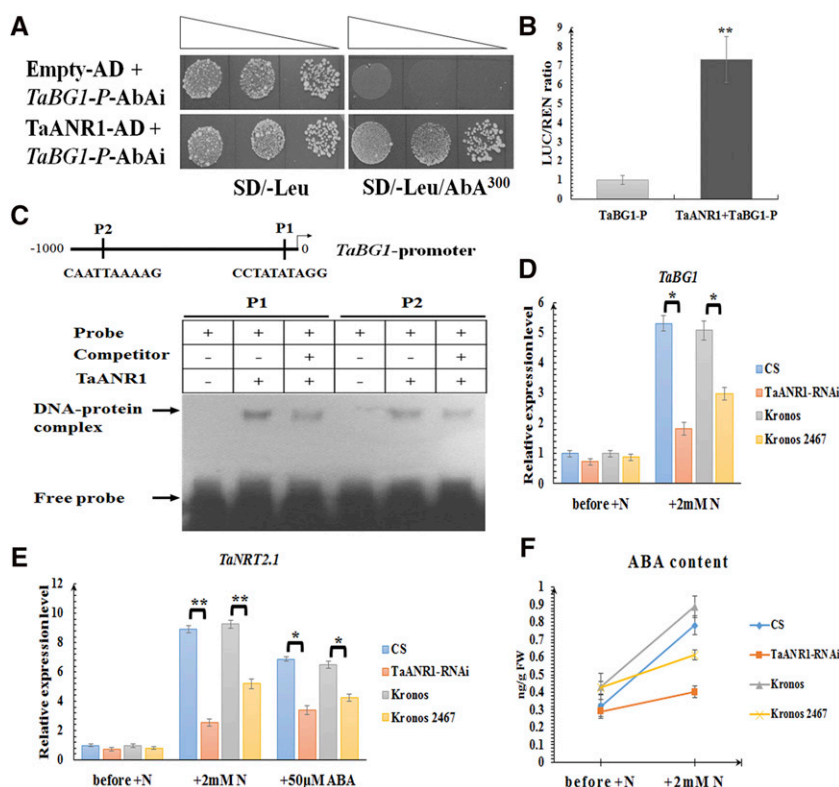 A
Empty-AD +
TaBG1-P-AbAi
TaANR1-AD +
TaBG1-P-AbAi
SD/-Leu
SD/-Leu/AbA300
B
LUC/REN ratio
9
8
7
6
5
4
3
2
1
0
**
TaBG1-P
TaANR1+TaBG1-P
C
P2
P1
-1000
0
TaBG1-promoter
CAATTAAAAG
CCTATATAGG
P1 P2
Probe + + + + + +
Competitor - - + - - +
TaANR1 - + + - + +
DNA-protein
complex
Free probe
D
TaBG1
Relative expression level
6
5
4
3
2
1
0
* *
before +N
+2mM N
CS
TaANR1-RNAi
Kronos
Kronos 2467
E
TaNRT2.1
Relative expression level
12
10
8
6
4
2
0
** **
* *
before +N
+2mM N
+50μM ABA
CS
TaANR1-RNAi
Kronos
Kronos 2467
F
ABA content
ng/g FW
1
0.9
0.8
0.7
0.6
0.5
0.4
0.3
0.2
0.1
0
before +N
+2mM N
CS
TaANR1-RNAi
Kronos
Kronos 2467